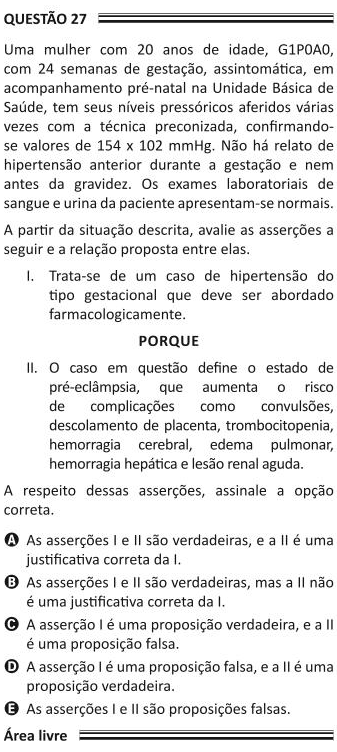 QUESTÃO 27
Uma mulher com 20 anos de idade, G1P0A0,
com 24 semanas de gestação, assintomática, em
acompanhamento pré-natal na Unidade Básica de
Saúde, tem seus níveis pressóricos aferidos várias
vezes com a técnica preconizada, confirmando-
se valores de 154 x 102 mmHg. Não há relato de
hipertensão anterior durante a gestação e nem
antes da gravidez. Os exames laboratoriais de
sangue e urina da paciente apresentam-se normais.
A partir da situação descrita, avalie as asserções a
seguir e a relação proposta entre elas.
I. Trata-se de um caso de hipertensão do
tipo gestacional que deve ser abordado
farmacologicamente.
PORQUE
II. O caso em questão define o estado de
pré-eclâmpsia, que aumenta o risco
de complicações como convulsões,
descolamento de placenta, trombocitopenia,
hemorragia cerebral, edema pulmonar,
hemorragia hepática e lesão renal aguda.
A respeito dessas asserções, assinale a opção
correta.
A As asserções I e II são verdadeiras, e a II é uma
justificativa correta da I.
B As asserções I e II são verdadeiras, mas a II não
é uma justificativa correta da I.
C A asserção I é uma proposição verdadeira, e a II
é uma proposição falsa.
D A asserção I é uma proposição falsa, e a II é uma
proposição verdadeira.
E As asserções I e II são proposições falsas.
Área livre